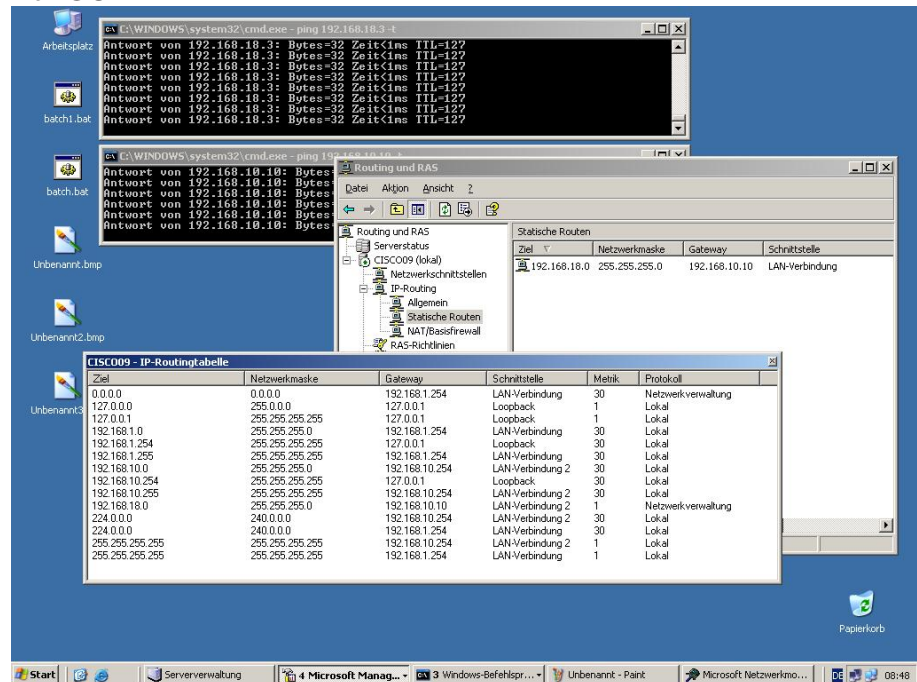 Arbeitsplatz
batch1.bat
batch.bat
Unbenannt.bmp
Unbenannt2.bmp
Unbenannt3
C:\WINDOWS\system32\cmd.exe - ping 192.168.18.3 -t
Antwort von 192.168.18.3: Bytes=32 Zeit<1ms TTL=127
Antwort von 192.168.18.3: Bytes=32 Zeit<1ms TTL=127
Antwort von 192.168.18.3: Bytes=32 Zeit<1ms TTL=127
Antwort von 192.168.18.3: Bytes=32 Zeit<1ms TTL=127
Antwort von 192.168.18.3: Bytes=32 Zeit<1ms TTL=127
Antwort von 192.168.18.3: Bytes=32 Zeit<1ms TTL=127
Antwort von 192.168.18.3: Bytes=32 Zeit<1ms TTL=127
C:\WINDOWS\system32\cmd.exe - ping 192.168.10.10 -t
Antwort von 192.168.10.10: Bytes
Antwort von 192.168.10.10: Bytes
Antwort von 192.168.10.10: Bytes
Antwort von 192.168.10.10: Bytes
Antwort von 192.168.10.10: Bytes
Antwort von 192.168.10.10: Bytes
Routing und RAS
Datei Aktion Ansicht ?
Routing und RAS
Serverstatus
CISCO09 (lokal)
Netzwerkschnittstellen
IP-Routing
Allgemein
Statische Routen
NAT/Basisfirewall
RAS-Richtlinien
Statische Routen
Ziel Netzwerkmaske Gateway Schnittstelle
192.168.18.0 255.255.255.0 192.168.10.10 LAN-Verbindung
CISCO09 - IP-Routingtabelle
Ziel Netzwerkmaske Gateway Schnittstelle Metrik Protokoll
0.0.0.0 0.0.0.0 192.168.1.254 LAN-Verbindung 30 Netzwerkverwaltung
127.0.0.0 255.0.0.0 127.0.0.1 Loopback 1 Lokal
127.0.0.1 255.255.255.255 127.0.0.1 Loopback 1 Lokal
192.168.1.0 255.255.255.0 192.168.1.254 LAN-Verbindung 30 Lokal
192.168.1.254 255.255.255.255 127.0.0.1 Loopback 30 Lokal
192.168.1.255 255.255.255.255 192.168.1.254 LAN-Verbindung 30 Lokal
192.168.10.0 255.255.255.0 192.168.10.254 LAN-Verbindung 2 30 Lokal
192.168.10.254 255.255.255.255 127.0.0.1 Loopback 30 Lokal
192.168.10.255 255.255.255.255 192.168.10.254 LAN-Verbindung 2 30 Lokal
192.168.18.0 255.255.255.0 192.168.10.10 LAN-Verbindung 2 1 Netzwerkverwaltung
224.0.0.0 240.0.0.0 192.168.10.254 LAN-Verbindung 2 30 Lokal
224.0.0.0 240.0.0.0 192.168.1.254 LAN-Verbindung 30 Lokal
255.255.255.255 255.255.255.255 192.168.10.254 LAN-Verbindung 2 1 Lokal
255.255.255.255 255.255.255.255 192.168.1.254 LAN-Verbindung 1 Lokal
Papierkorb
Start Serververwaltung 4 Microsoft Manag... 3 Windows-Befehlspr... Unbenannt - Paint Microsoft Netzwerkmo... DE 08:48